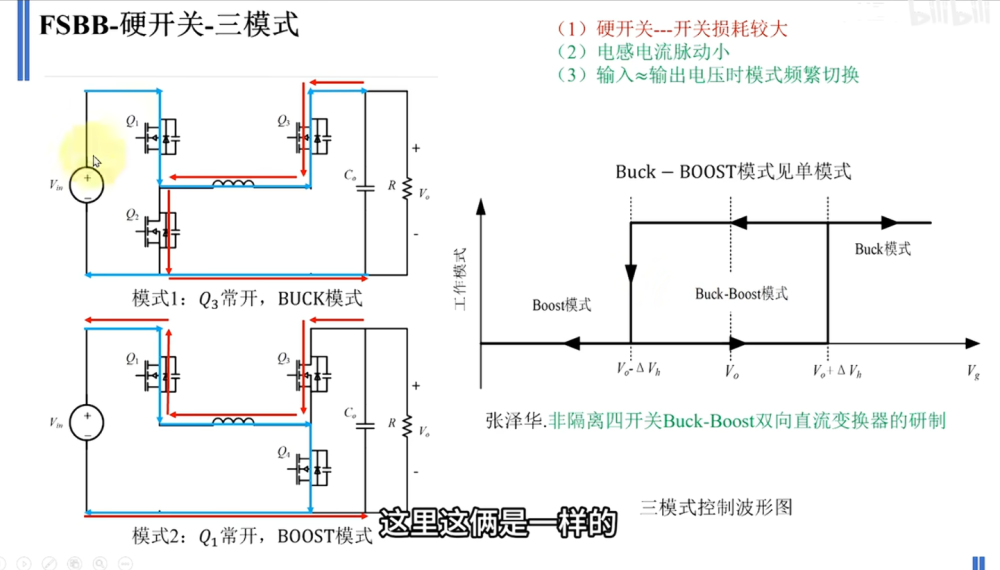 FSBB-硬开关-三模式
bilibili
(1)硬开关---开关损耗较大
(2)电感电流脉动小
(3)输入≈输出电压时模式频繁切换
Q1
Q3
Vin
+
−
Q2
Co
R
+
Vo
-
模式1:Q3常开,BUCK模式
Q1
Q3
Vin
+
−
Q4
Co
R
+
Vo
-
模式2:Q1常开,BOOST模式
Buck − BOOST模式见单模式
工作模式
Buck模式
Boost模式
Buck-Boost模式
Vo-ΔVh
Vo
Vo+ΔVh
Vg
张泽华.非隔离四开关Buck-Boost双向直流变换器的研制
三模式控制波形图
这里这俩是一样的